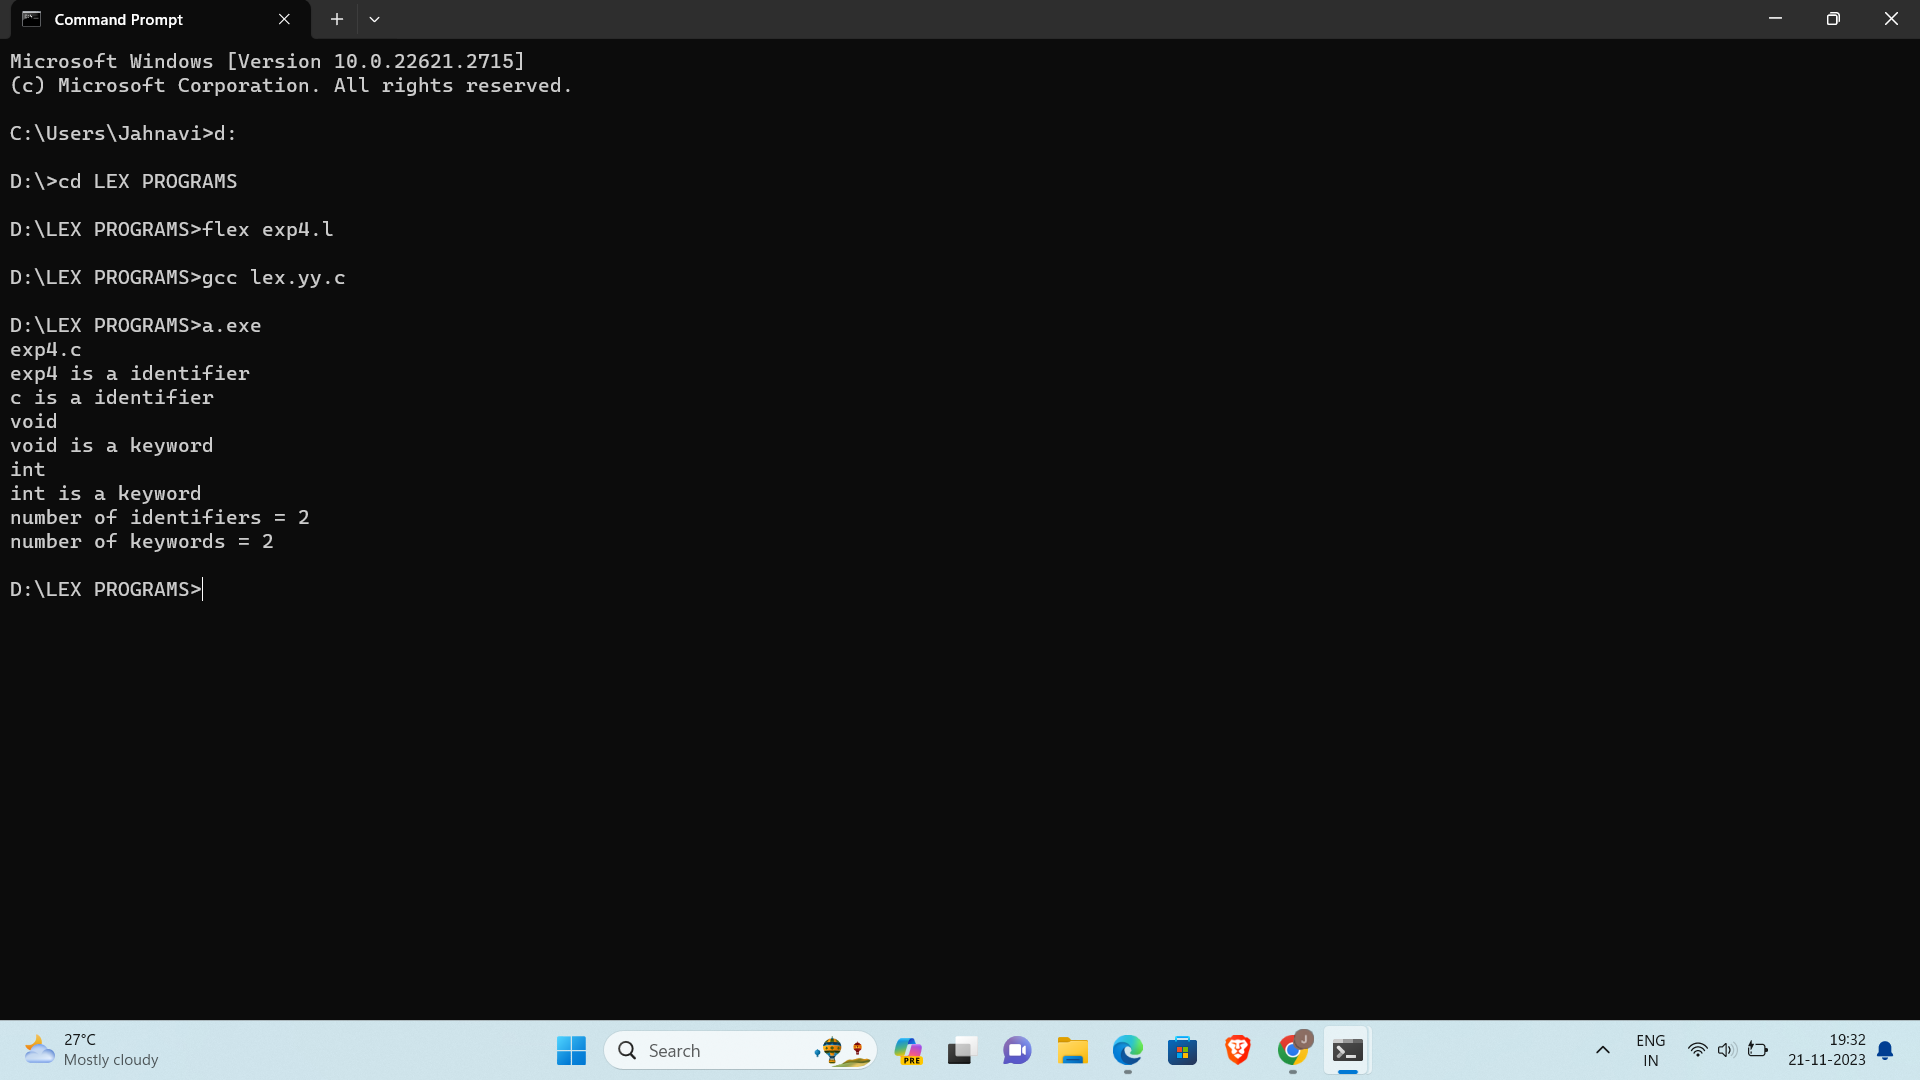 Command Prompt
Microsoft Windows [Version 10.0.22621.2715]
(c) Microsoft Corporation. All rights reserved.
C:\Users\Jahnavi>d:
D:\>cd LEX PROGRAMS
D:\LEX PROGRAMS>flex exp4.l
D:\LEX PROGRAMS>gcc lex.yy.c
D:\LEX PROGRAMS>a.exe
exp4.c
exp4 is a identifier
c is a identifier
void
void is a keyword
int
int is a keyword
number of identifiers = 2
number of keywords = 2
D:\LEX PROGRAMS>
27°C
Mostly cloudy
Search
PRE
J
ENG
IN
19:32
21-11-2023